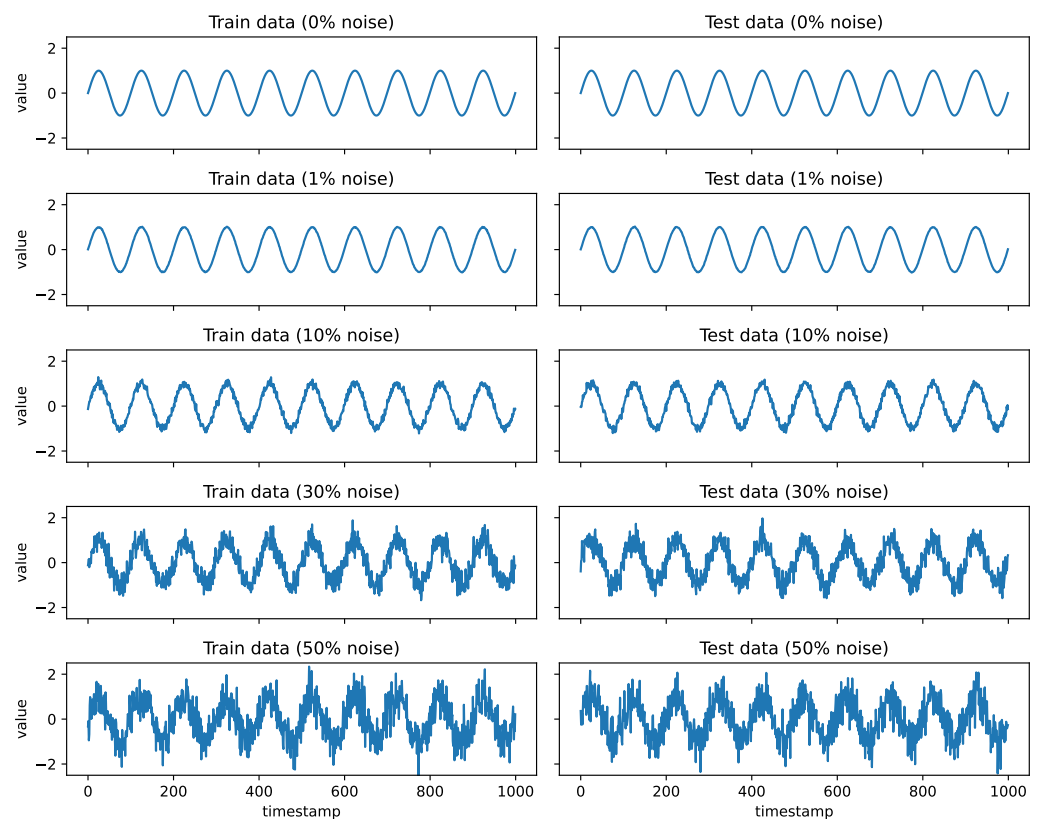 Train data (0% noise)
Test data (0% noise)
2
0
−2
value
Train data (1% noise)
Test data (1% noise)
2
0
−2
value
Train data (10% noise)
Test data (10% noise)
2
0
−2
value
Train data (30% noise)
Test data (30% noise)
2
0
−2
value
Train data (50% noise)
Test data (50% noise)
2
0
−2
value
0 200 400 600 800 1000
0 200 400 600 800 1000
timestamp
timestamp